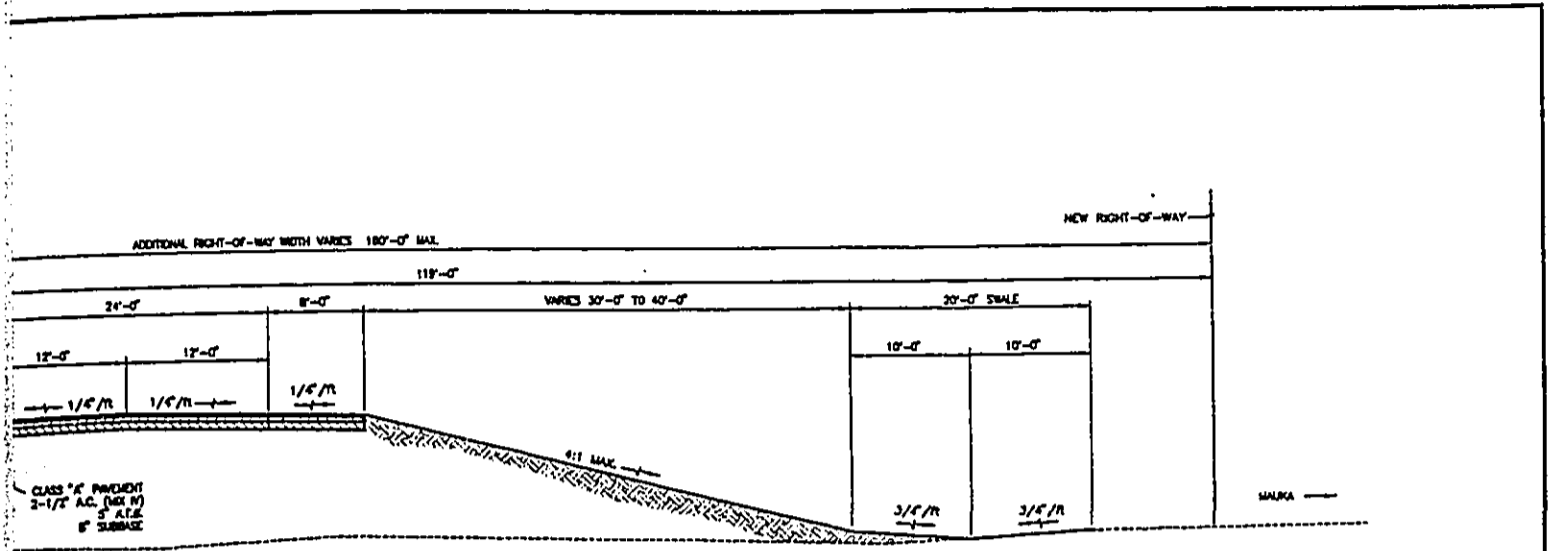 NEW RIGHT-OF-WAY
ADDITIONAL RIGHT-OF-WAY WIDTH VARIES 180'-0" MAX.
119'-0"
24'-0" 8'-0" VARIES 30'-0" TO 40'-0" 20'-0" SWALE
12'-0" 12'-0" 10'-0" 10'-0"
1/4"/ft 1/4"/ft 1/4"/ft
4:1 MAX.
CLASS "A" PAVEMENT
2-1/2" A.C. (MIX IV)
5" A.T.B.
8" SUBBASE
3/4"/ft 3/4"/ft
MAUKA